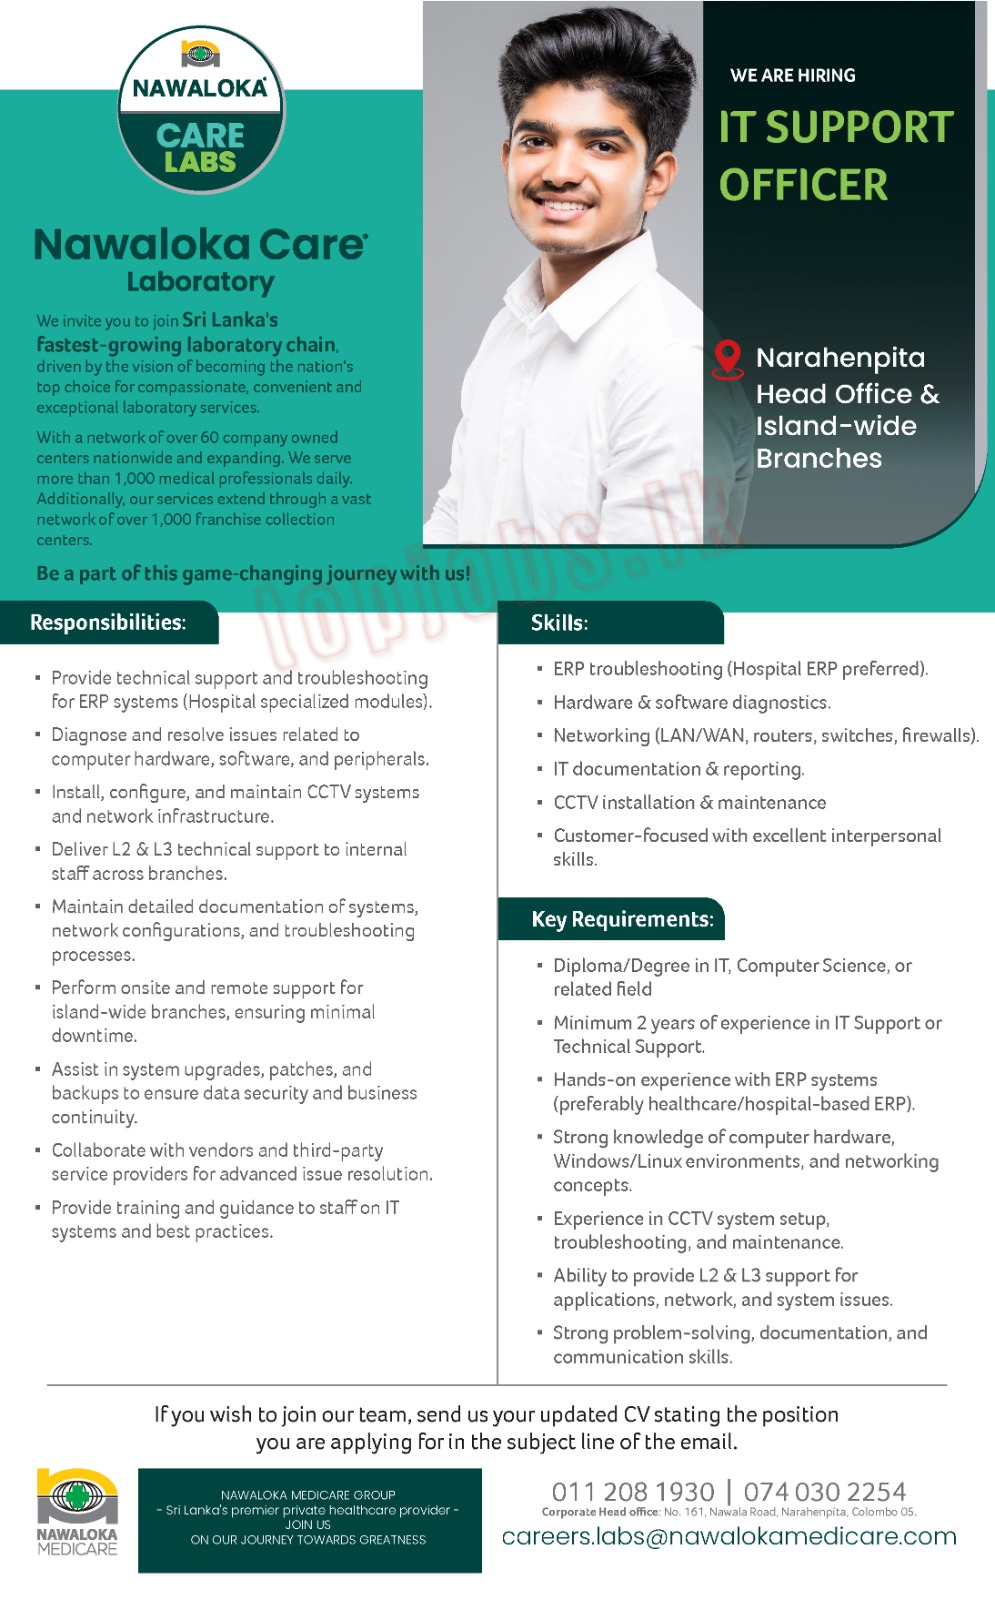 NAWALOKA
CARE
LABS
Nawaloka Care
Laboratory
We invite you to join Sri Lanka's
fastest-growing laboratory chain,
driven by the vision of becoming the nation's
top choice for compassionate, convenient and
exceptional laboratory services.
With a network of over 60 company owned
centers nationwide and expanding. We serve
more than 1,000 medical professionals daily.
Additionally, our services extend through a vast
network of over 1,000 franchise collection
centers.
Be a part of this game-changing journey with us!
WE ARE HIRING
IT SUPPORT
OFFICER
Narahenpita
Head Office &
Island-wide
Branches
topjobs.lk
Responsibilities:
▪ Provide technical support and troubleshooting
for ERP systems (Hospital specialized modules).
▪ Diagnose and resolve issues related to
computer hardware, software, and peripherals.
▪ Install, configure, and maintain CCTV systems
and network infrastructure.
▪ Deliver L2 & L3 technical support to internal
staff across branches.
▪ Maintain detailed documentation of systems,
network configurations, and troubleshooting
processes.
▪ Perform onsite and remote support for
island-wide branches, ensuring minimal
downtime.
▪ Assist in system upgrades, patches, and
backups to ensure data security and business
continuity.
▪ Collaborate with vendors and third-party
service providers for advanced issue resolution.
▪ Provide training and guidance to staff on IT
systems and best practices.
Skills:
▪ ERP troubleshooting (Hospital ERP preferred).
▪ Hardware & software diagnostics.
▪ Networking (LAN/WAN, routers, switches, firewalls).
▪ IT documentation & reporting.
▪ CCTV installation & maintenance
▪ Customer-focused with excellent interpersonal
skills.
Key Requirements:
▪ Diploma/Degree in IT, Computer Science, or
related field
▪ Minimum 2 years of experience in IT Support or
Technical Support.
▪ Hands-on experience with ERP systems
(preferably healthcare/hospital-based ERP).
▪ Strong knowledge of computer hardware,
Windows/Linux environments, and networking
concepts.
▪ Experience in CCTV system setup,
troubleshooting, and maintenance.
▪ Ability to provide L2 & L3 support for
applications, network, and system issues.
▪ Strong problem-solving, documentation, and
communication skills.
If you wish to join our team, send us your updated CV stating the position
you are applying for in the subject line of the email.
NAWALOKA
MEDICARE
NAWALOKA MEDICARE GROUP
- Sri Lanka's premier private healthcare provider -
JOIN US
ON OUR JOURNEY TOWARDS GREATNESS
011 208 1930 | 074 030 2254
Corporate Head office: No. 161, Nawala Road, Narahenpita, Colombo 05.
careers.labs@nawalokamedicare.com